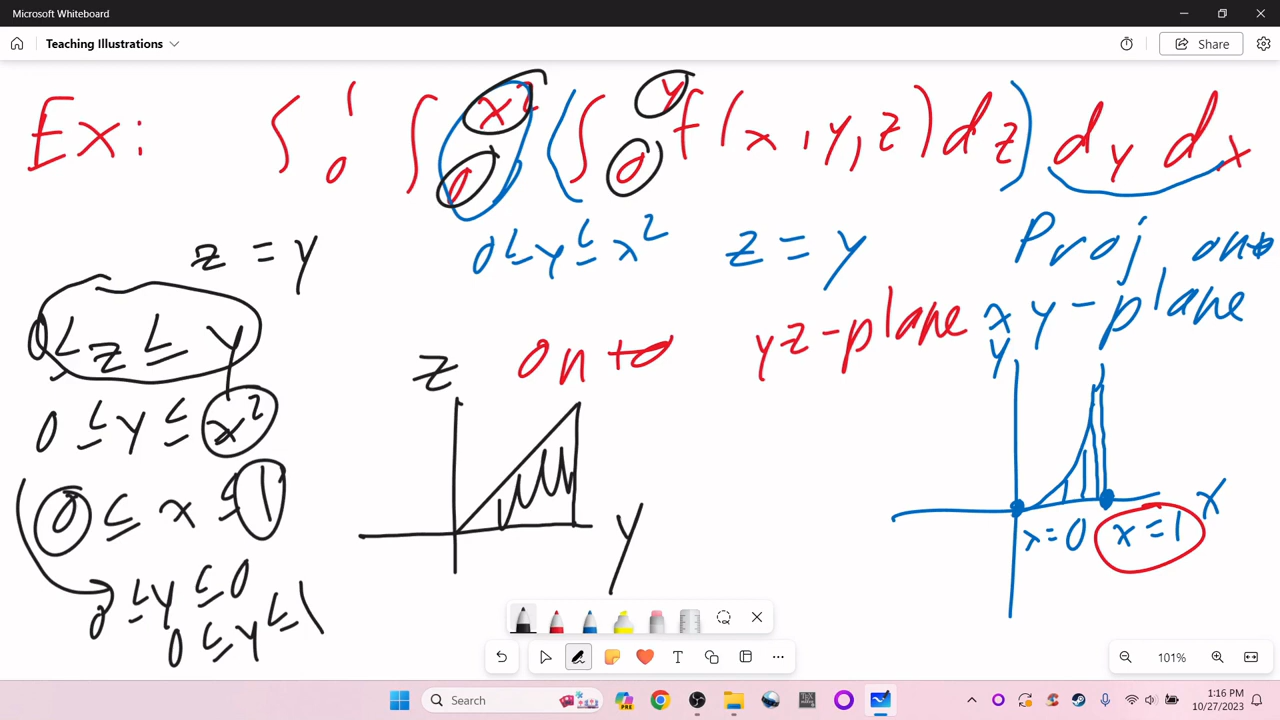 Microsoft Whiteboard
Teaching Illustrations
Share
Ex: ∫₀¹ ∫₀^x² (∫₀^y f(x,y,z)dz) dy dx
z = y
0 ≤ y ≤ x²
z = y
Proj. onto
xy-plane
onto
yz-plane
0 ≤ z ≤ y
0 ≤ y ≤ x²
0 ≤ x ≤ 1
0 ≤ y ≤ 0
0 ≤ y ≤ 1
z
y
y
x
x=0
x=1
101%
Search
PRE
1:16 PM
10/27/2023